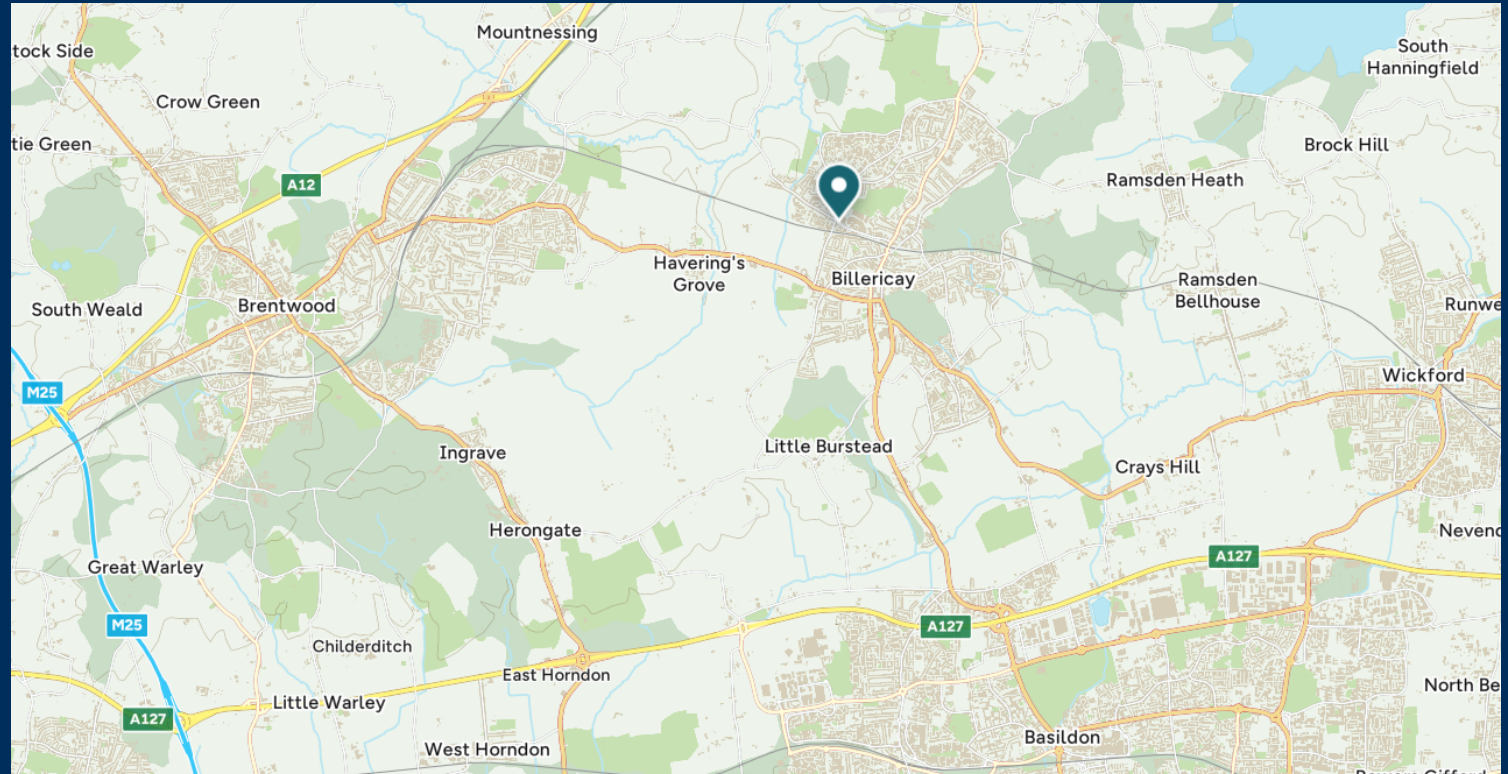 Mountnessing
South
Hanningfield
tock Side
Crow Green
tie Green
Brock Hill
A12
Ramsden Heath
Havering's
Grove
Billericay
Ramsden
Bellhouse
South Weald
Brentwood
Runwe
M25
Wickford
Little Burstead
Ingrave
Crays Hill
Herongate
Nevend
A127
Great Warley
M25
A127
Childerditch
East Horndon
North Be
Little Warley
A127
Basildon
West Horndon